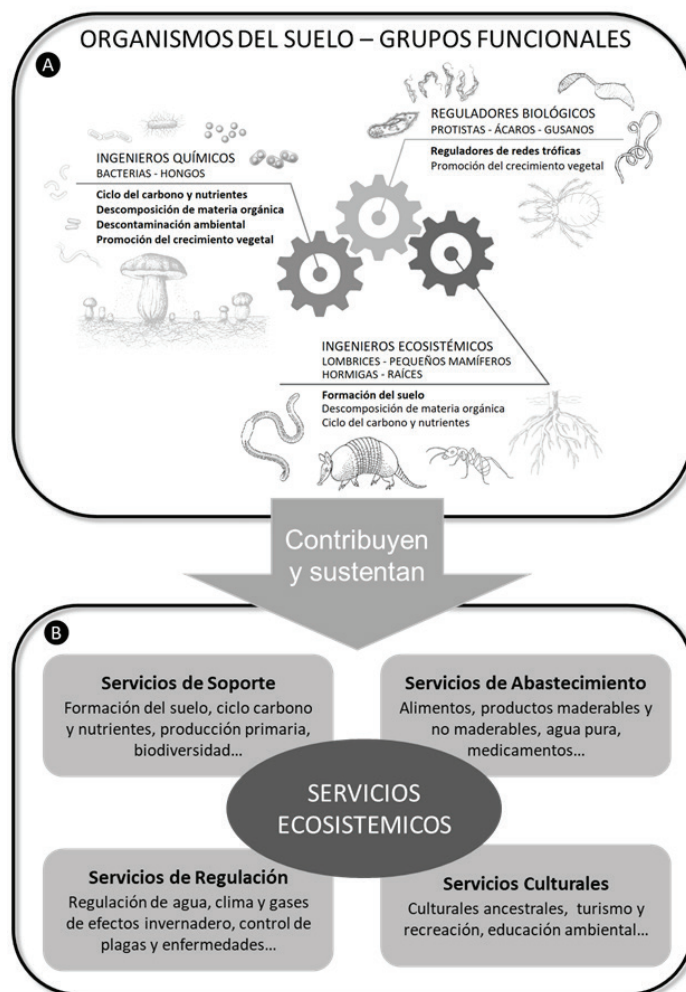 ORGANISMOS DEL SUELO – GRUPOS FUNCIONALES
A
REGULADORES BIOLÓGICOS
PROTISTAS - ÁCAROS - GUSANOS
Reguladores de redes tróficas
Promoción del crecimiento vegetal
INGENIEROS QUÍMICOS
BACTERIAS - HONGOS
Ciclo del carbono y nutrientes
Descomposición de materia orgánica
Descontaminación ambiental
Promoción del crecimiento vegetal
INGENIEROS ECOSISTÉMICOS
LOMBRICES - PEQUEÑOS MAMÍFEROS
HORMIGAS - RAÍCES
Formación del suelo
Descomposición de materia orgánica
Ciclo del carbono y nutrientes
Contribuyen
y sustentan
B
Servicios de Soporte
Formación del suelo, ciclo carbono
y nutrientes, producción primaria,
biodiversidad...
Servicios de Abastecimiento
Alimentos, productos maderables y
no maderables, agua pura,
medicamentos...
SERVICIOS
ECOSISTEMICOS
Servicios de Regulación
Regulación de agua, clima y gases
de efectos invernadero, control de
plagas y enfermedades...
Servicios Culturales
Culturales ancestrales, turismo y
recreación, educación ambiental...